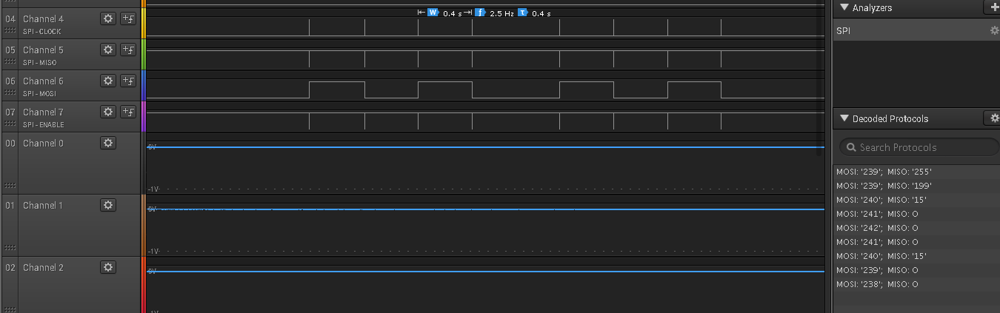 W 0.4 s f 2.5 Hz T 0.4 s
04 Channel 4
SPI - CLOCK
05 Channel 5
SPI - MISO
06 Channel 6
SPI - MOSI
07 Channel 7
SPI - ENABLE
00 Channel 0
0V
-1V
01 Channel 1
0V
-1V
02 Channel 2
0V
-1V
Analyzers
SPI
Decoded Protocols
Search Protocols
MOSI: '239'; MISO: '255'
MOSI: '239'; MISO: '199'
MOSI: '240'; MISO: '15'
MOSI: '241'; MISO: 0
MOSI: '242'; MISO: 0
MOSI: '241'; MISO: 0
MOSI: '240'; MISO: '15'
MOSI: '239'; MISO: 0
MOSI: '238'; MISO: 0